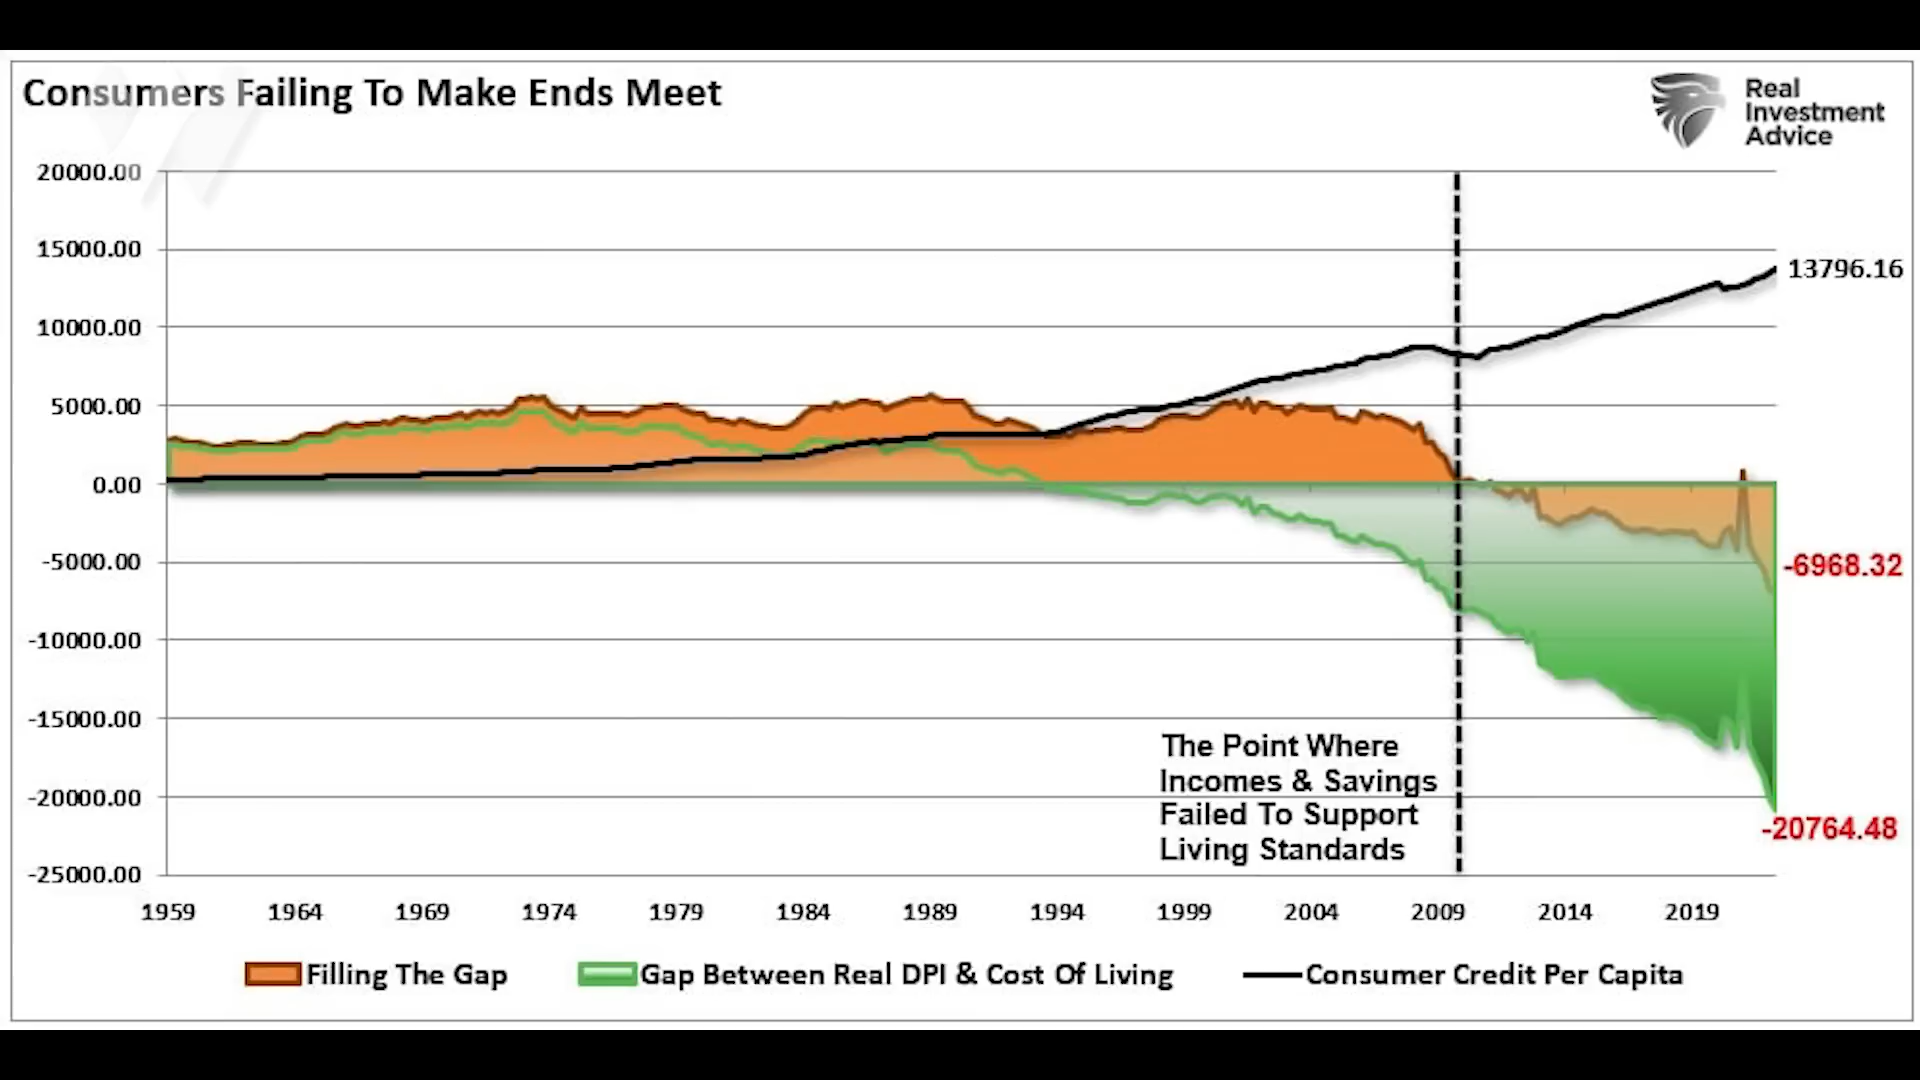 Consumers Failing To Make Ends Meet
Real
Investment
Advice
20000.00
15000.00
10000.00
5000.00
0.00
-5000.00
-10000.00
-15000.00
-20000.00
-25000.00
13796.16
-6968.32
-20764.48
The Point Where
Incomes & Savings
Failed To Support
Living Standards
1959 1964 1969 1974 1979 1984 1989 1994 1999 2004 2009 2014 2019
Filling The Gap Gap Between Real DPI & Cost Of Living Consumer Credit Per Capita